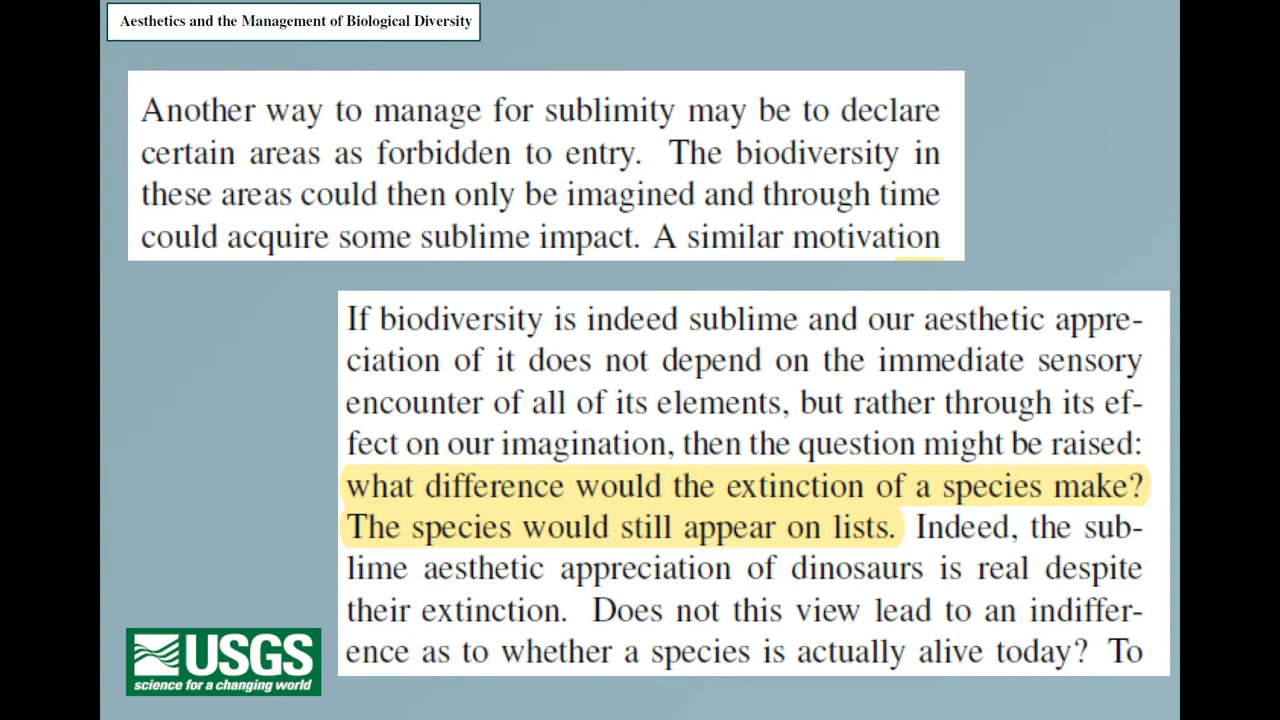 Aesthetics and the Management of Biological Diversity
Another way to manage for sublimity may be to declare
certain areas as forbidden to entry. The biodiversity in
these areas could then only be imagined and through time
could acquire some sublime impact. A similar motivation
If biodiversity is indeed sublime and our aesthetic appre-
ciation of it does not depend on the immediate sensory
encounter of all of its elements, but rather through its ef-
fect on our imagination, then the question might be raised:
what difference would the extinction of a species make?
The species would still appear on lists. Indeed, the sub-
lime aesthetic appreciation of dinosaurs is real despite
their extinction. Does not this view lead to an indiffer-
ence as to whether a species is actually alive today? To
USGS
science for a changing world